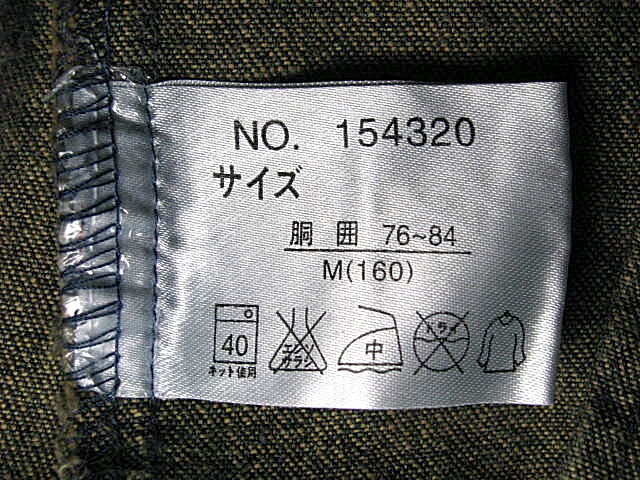 NO. 154320
サイズ
胴囲 76~84
M(160)
40 エンソ サラシ 中 ドライ
ネット使用